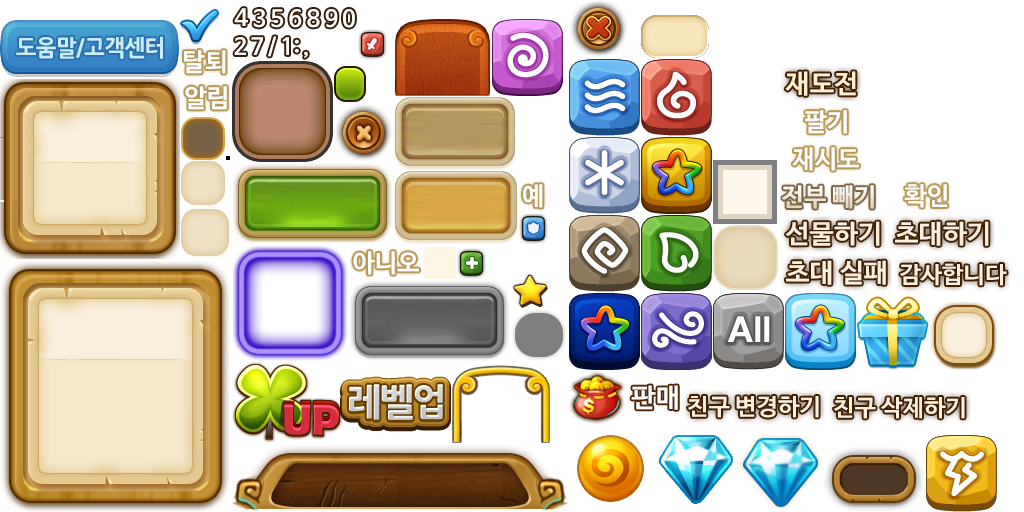 도움말/고객센터
탈퇴
알림
4356890
27/1:,
예
아니오
UP
레벨업
재도전
팔기
재시도
전부 빼기
확인
선물하기
초대하기
초대 실패
감사합니다
All
판매
친구 변경하기
친구 삭제하기